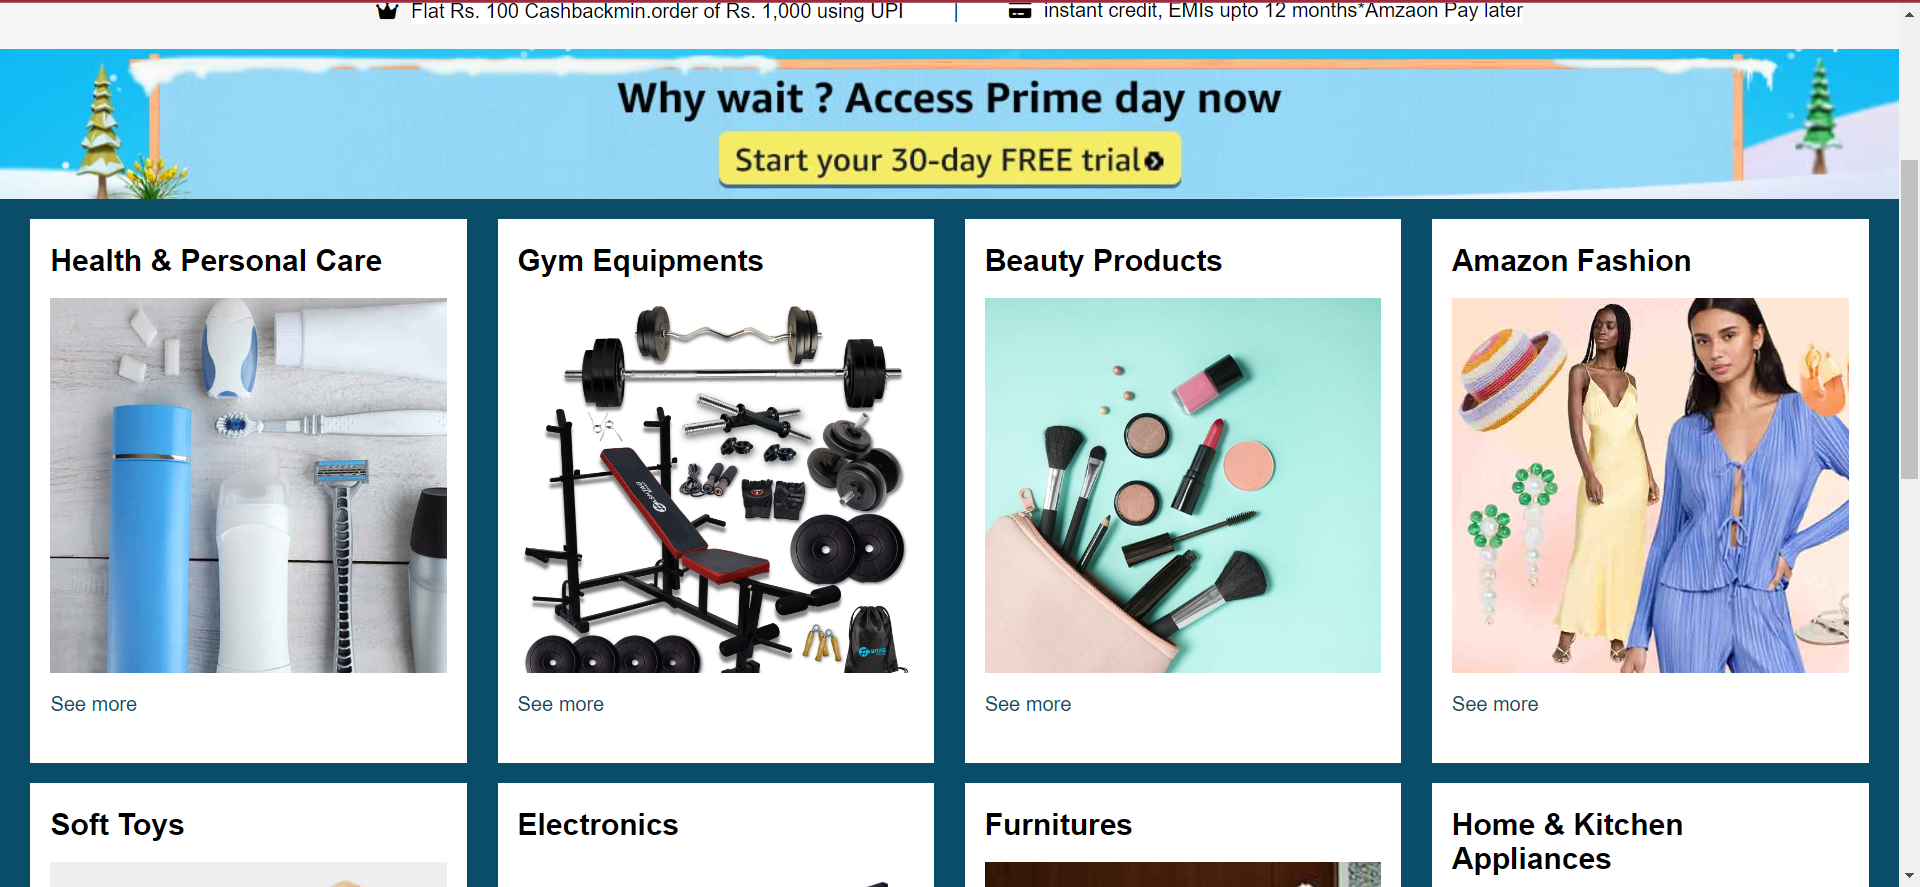 Flat Rs. 100 Cashbackmin.order of Rs. 1,000 using UPI | instant credit, EMIs upto 12 months*Amzaon Pay later
Why wait ? Access Prime day now
Start your 30-day FREE trial
Health & Personal Care
Gym Equipments
Beauty Products
Amazon Fashion
See more
See more
See more
See more
Soft Toys
Electronics
Furnitures
Home & Kitchen
Appliances